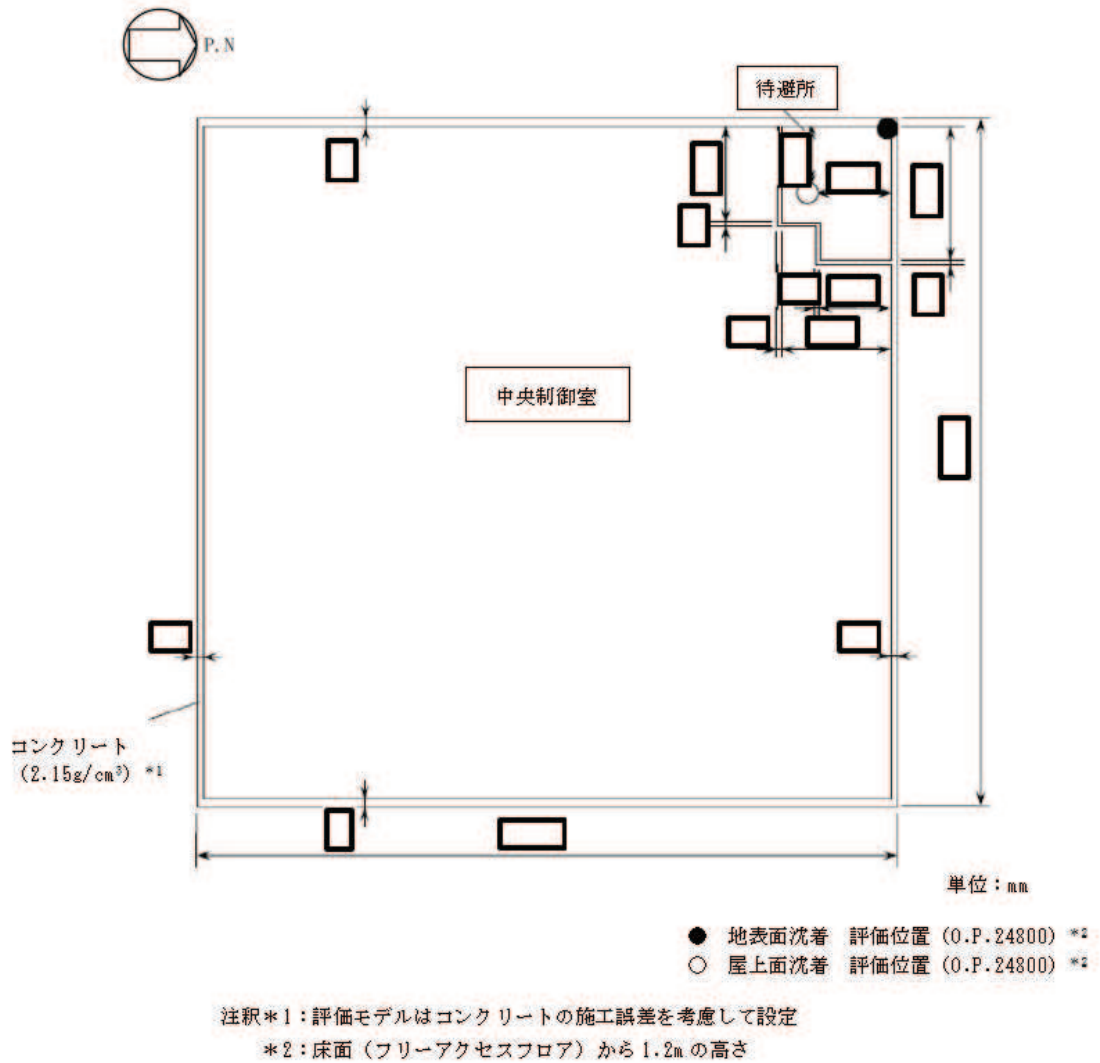 P.N
待避所
中央制御室
コンクリート
(2.15g/cm³) *1
単位：mm
● 地表面沈着 評価位置 (O.P.24800) *2
○ 屋上面沈着 評価位置 (O.P.24800) *2
注釈*1：評価モデルはコンクリートの施工誤差を考慮して設定
*2：床面（フリーアクセスフロア）から1.2mの高さ